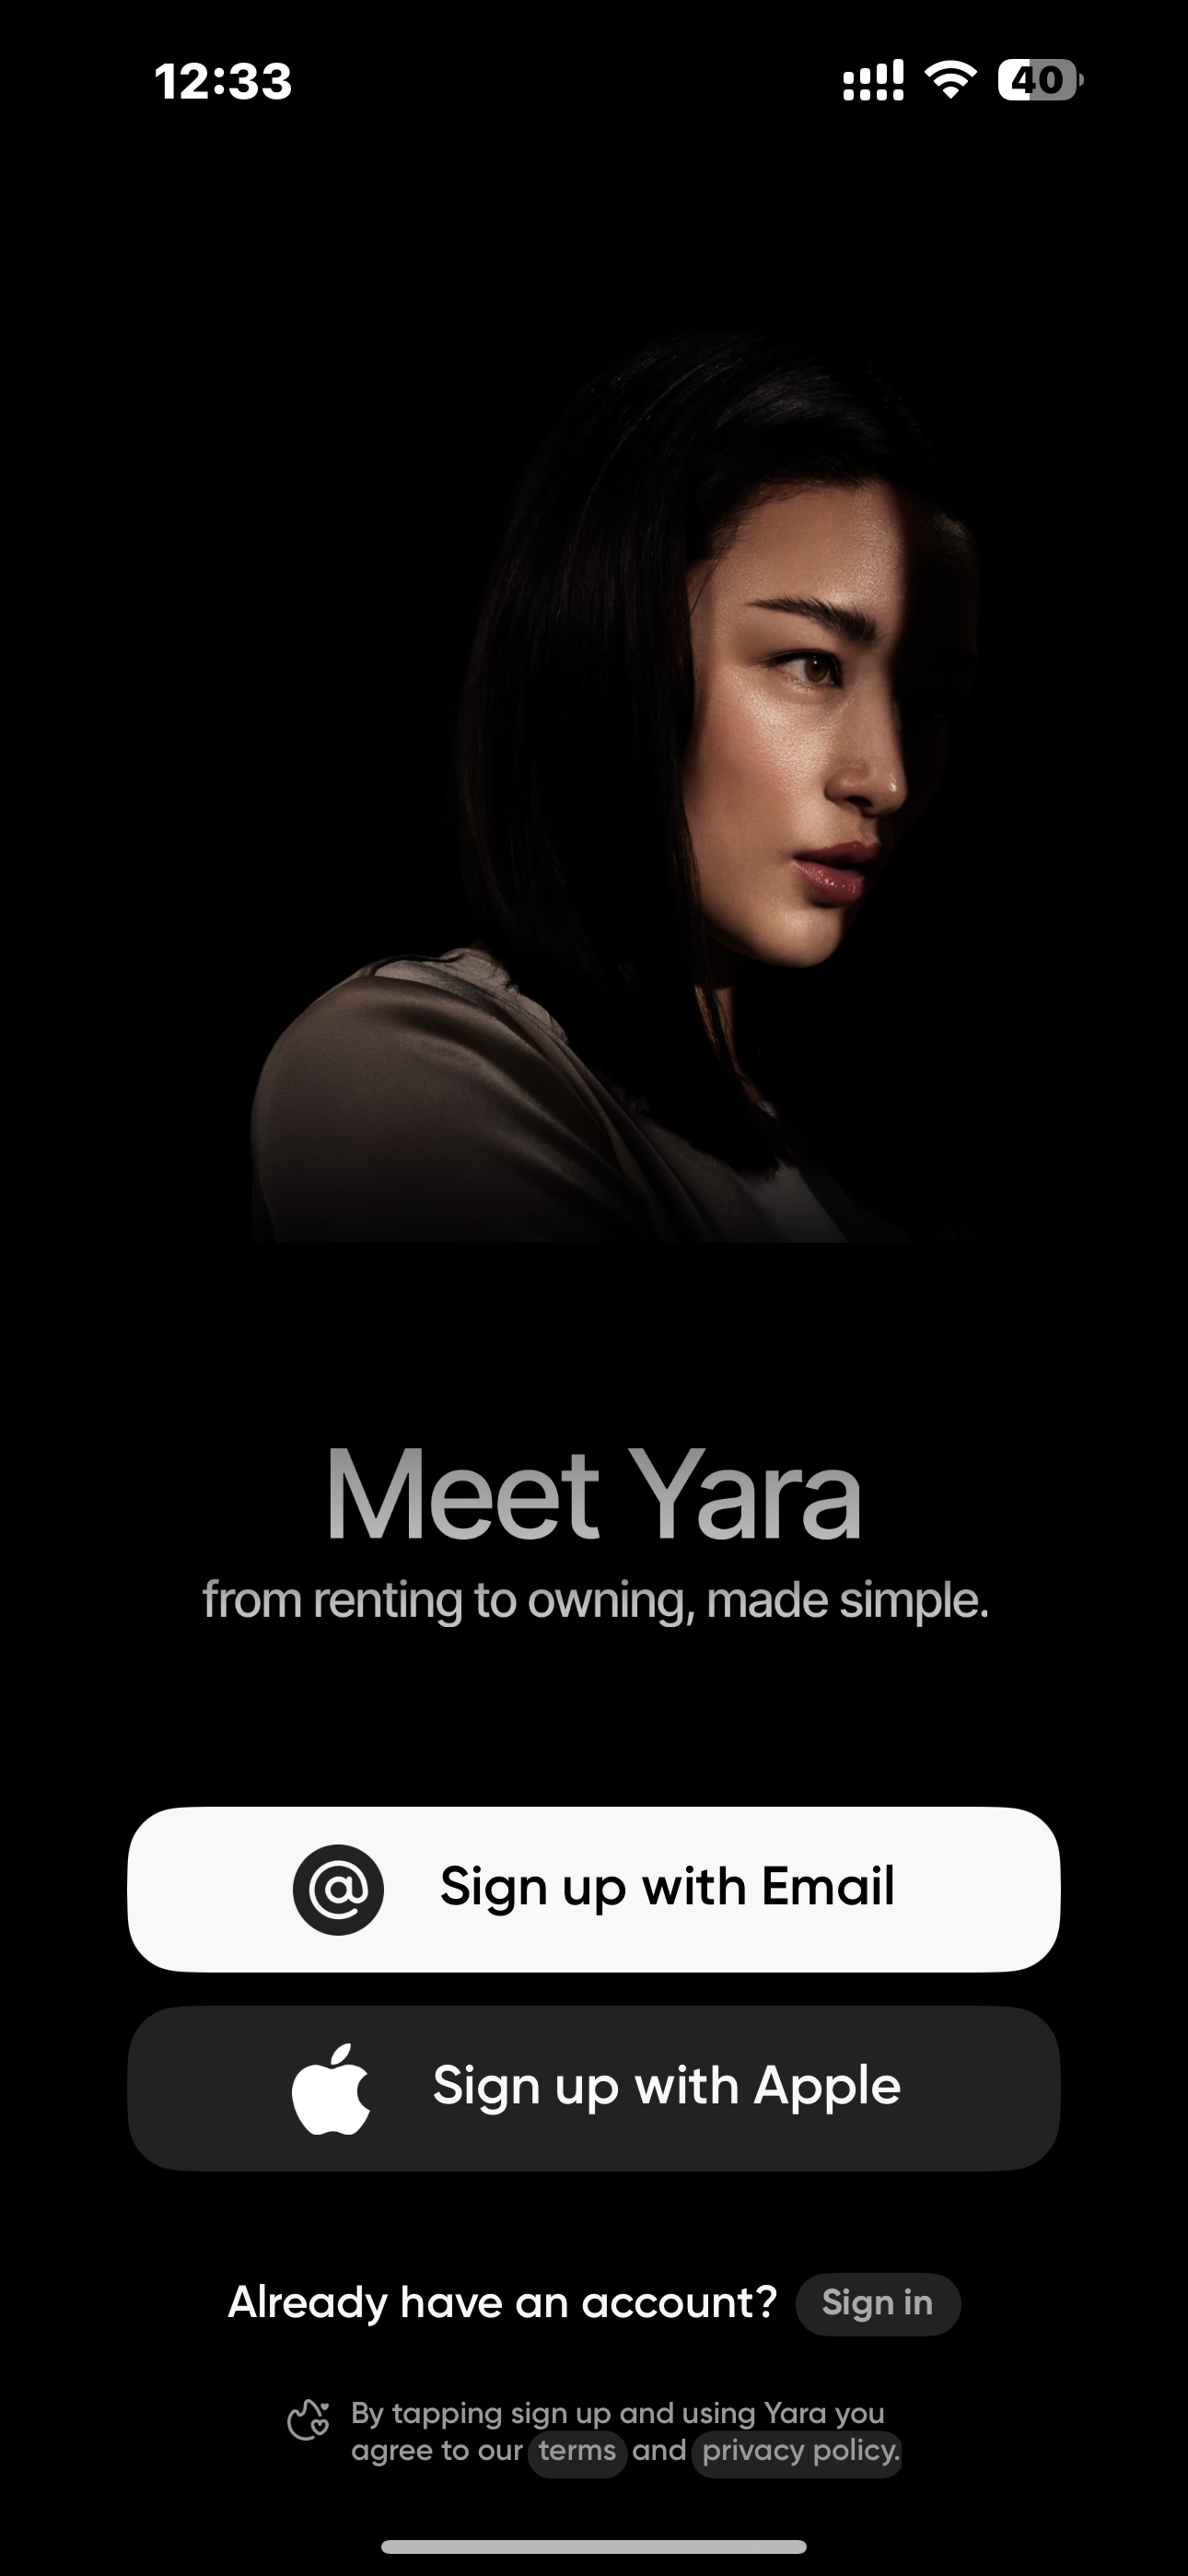 12:33
40
Meet Yara
from renting to owning, made simple.
Sign up with Email
Sign up with Apple
Already have an account? Sign in
By tapping sign up and using Yara you
agree to our terms and privacy policy.